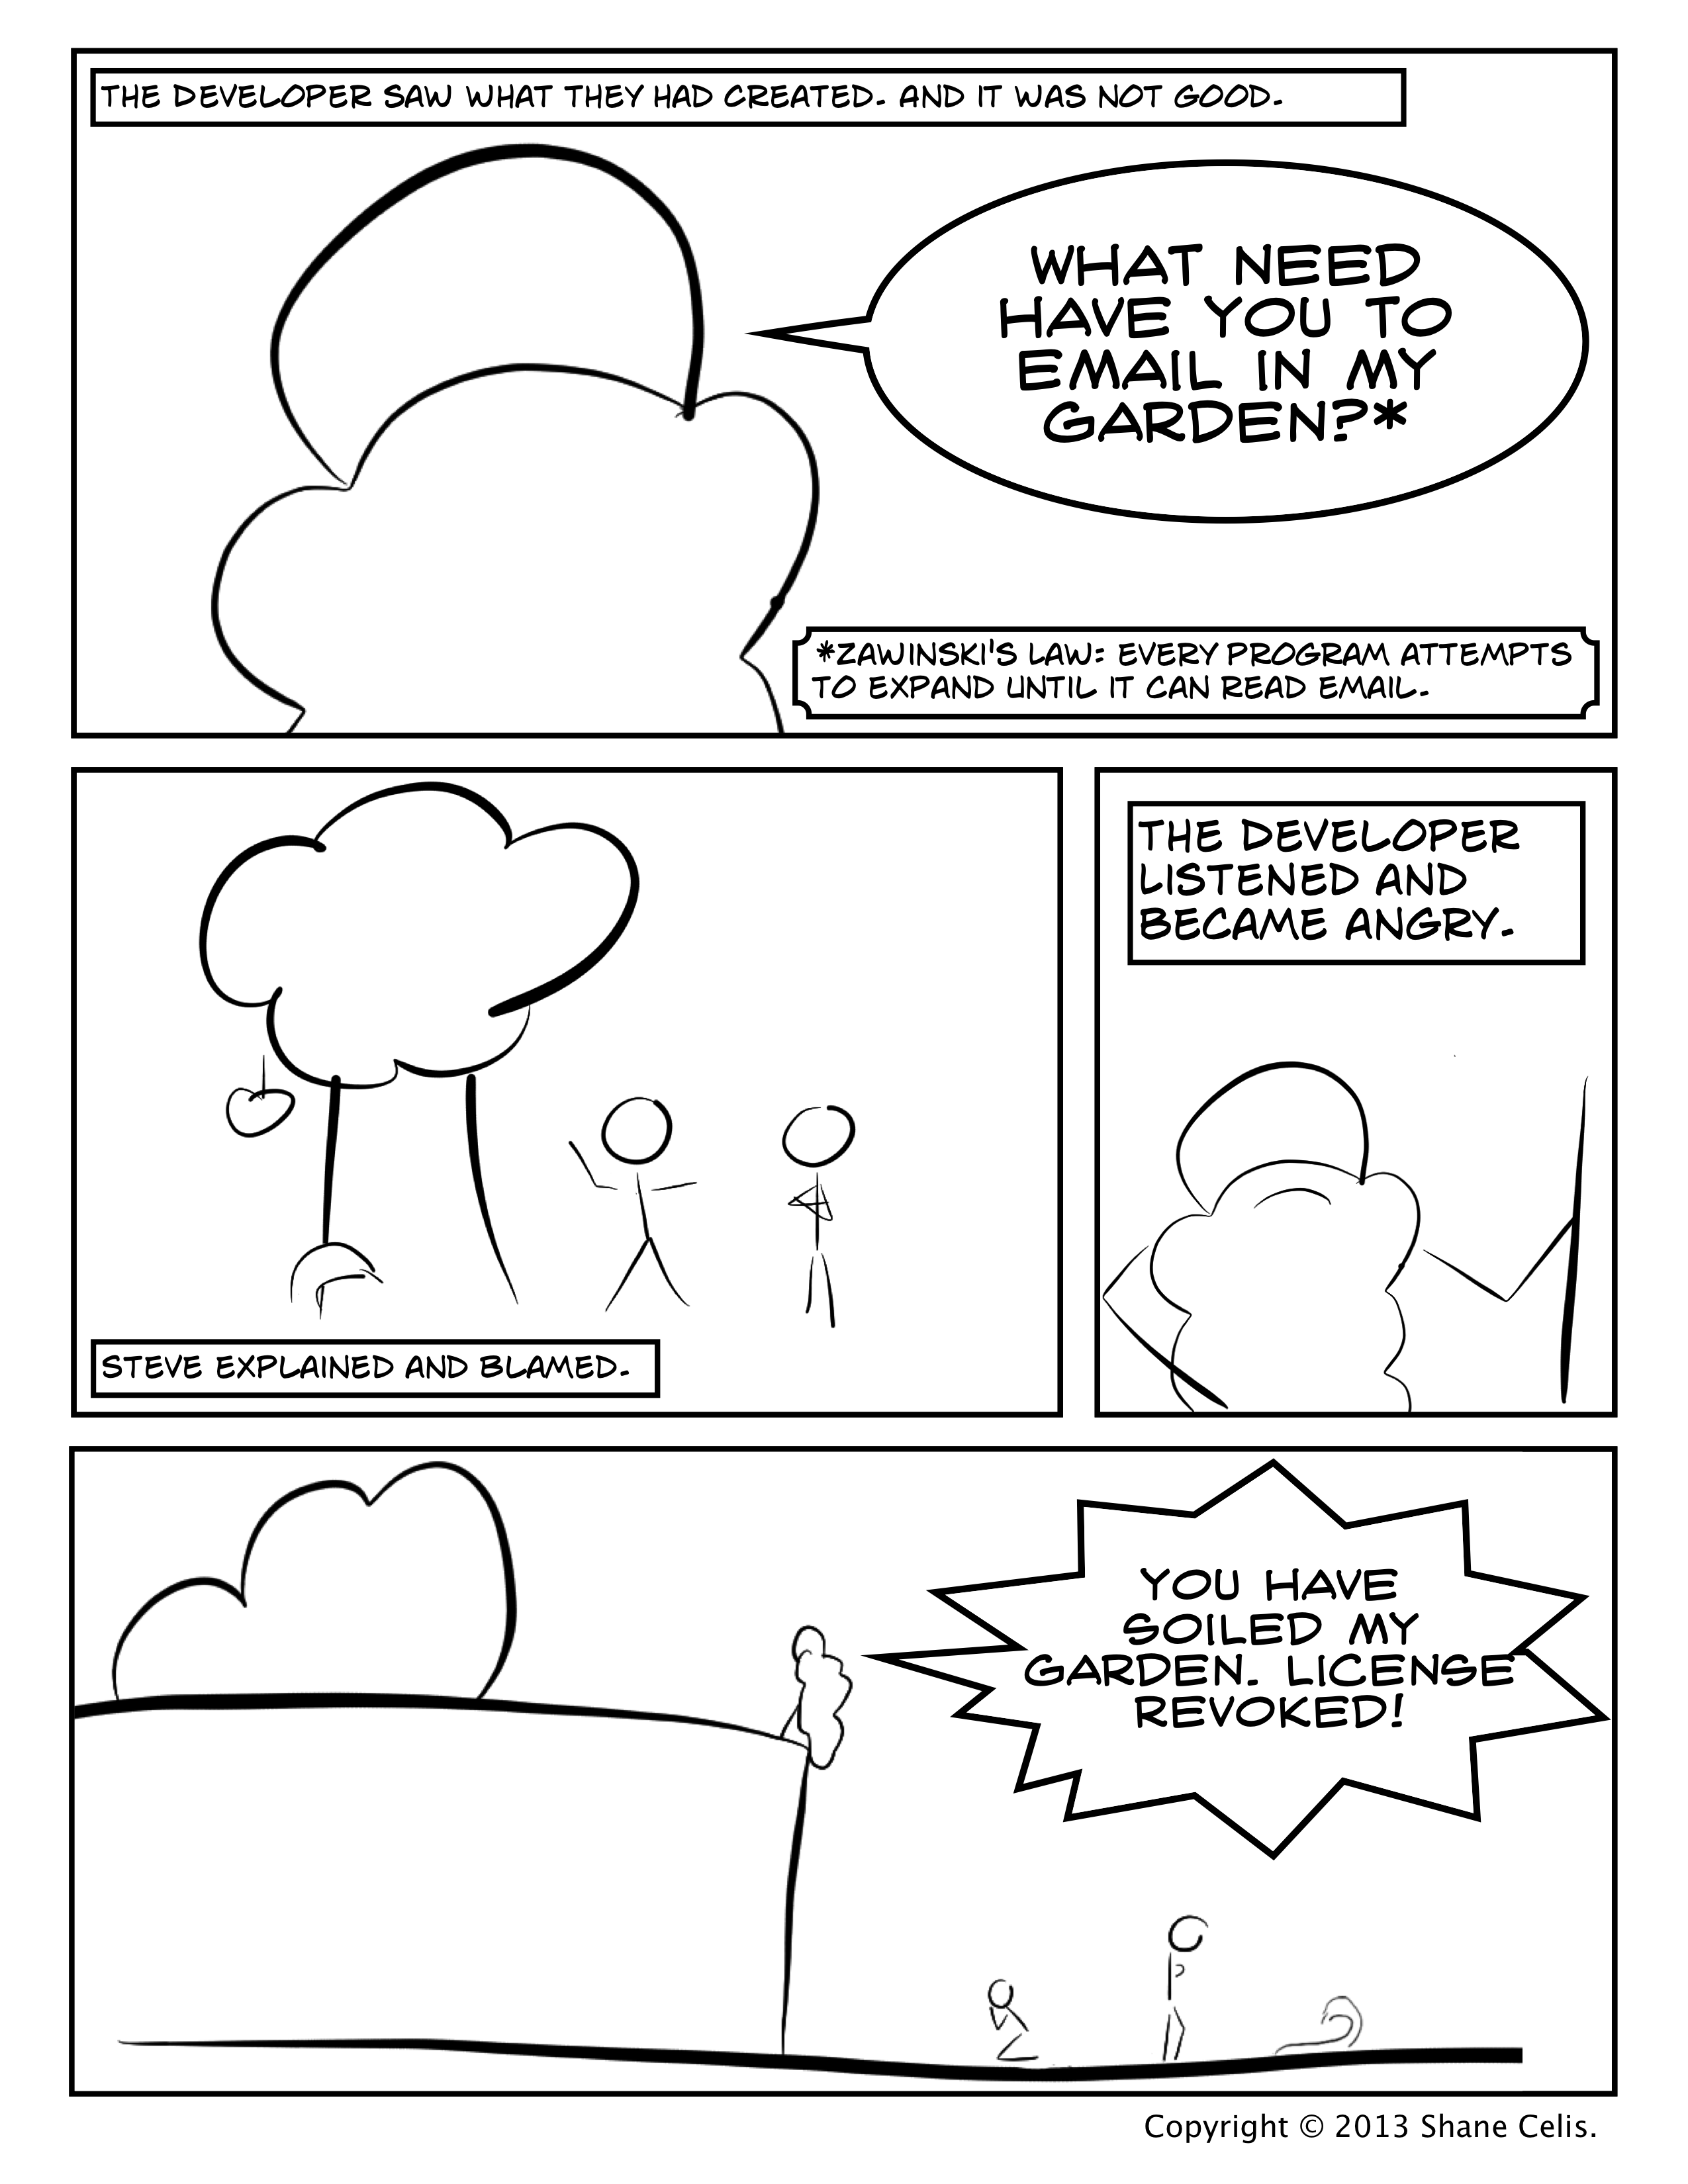 THE DEVELOPER SAW WHAT THEY HAD CREATED. AND IT WAS NOT GOOD.
WHAT NEED
HAVE YOU TO
EMAIL IN MY
GARDEN?*
*ZAWINSKI'S LAW: EVERY PROGRAM ATTEMPTS
TO EXPAND UNTIL IT CAN READ EMAIL.
STEVE EXPLAINED AND BLAMED.
THE DEVELOPER
LISTENED AND
BECAME ANGRY.
YOU HAVE
SOILED MY
GARDEN. LICENSE
REVOKED!
Copyright © 2013 Shane Celis.